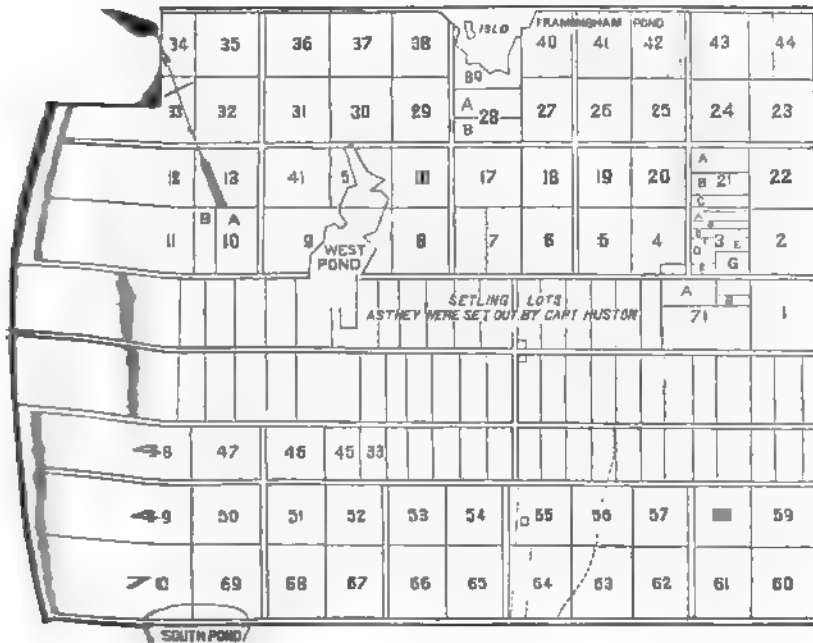 ISLD FRAMINGHAM POND
34 35 36 37 38 40 41 42 43 44
89
33 32 31 30 29 A 28 27 26 25 24 23
B
12 13 41 5 17 18 19 20 A 22
B 21
C
11 B A 10 9 8 7 6 5 4 3 E 2
G
WEST
POND
SETLING LOTS
AS THEY WERE SET OUT BY CAPT HUSTON
A B
71 1
8 47 46 45 33
9 50 51 52 53 54 55 56 57 59
70 69 68 67 66 65 64 63 62 61 60
SOUTH POND